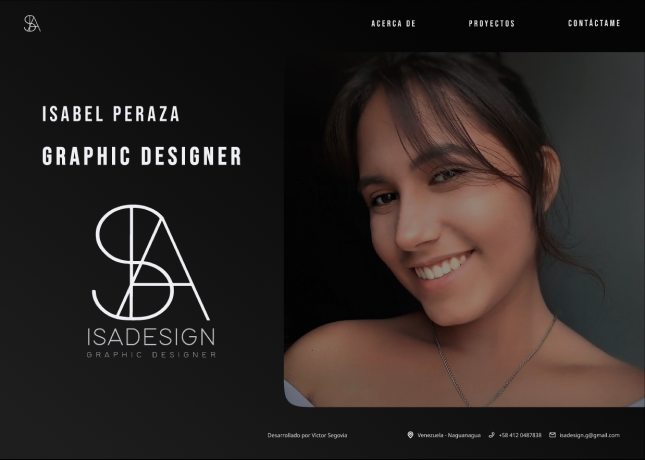 SA
ACERCA DE
PROYECTOS
CONTÁCTAME
ISABEL PERAZA
GRAPHIC DESIGNER
SA
ISADESIGN
GRAPHIC DESIGNER
Desarrollado por Victor Segovia
Venezuela - Naguanagua
+58 412 0487838
isadesin.g@gmail.com